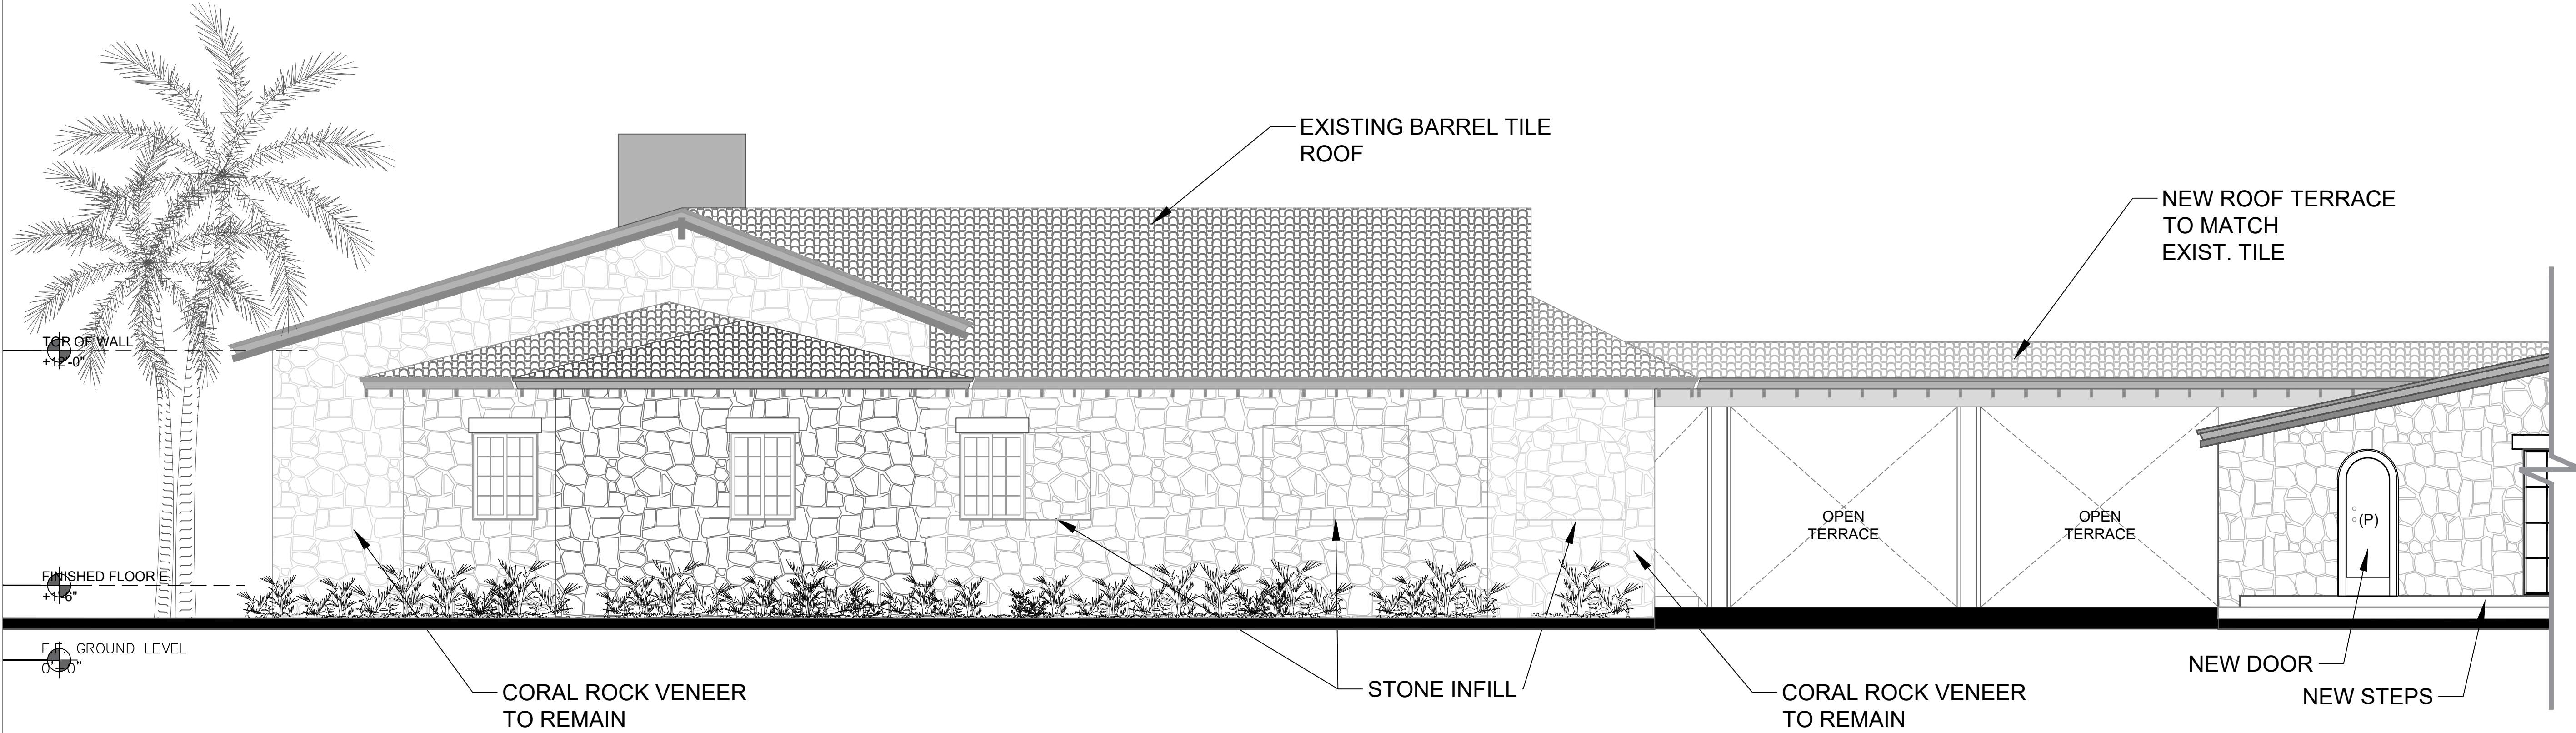 EXISTING BARREL TILE
ROOF
NEW ROOF TERRACE
TO MATCH
EXIST. TILE
TOP OF WALL
+12'-0"
OPEN
TERRACE
OPEN
TERRACE
(P)
FINISHED FLOOR E.
+1'-6"
F.F. GROUND LEVEL
0'-0"
CORAL ROCK VENEER
TO REMAIN
STONE INFILL
CORAL ROCK VENEER
TO REMAIN
NEW DOOR
NEW STEPS